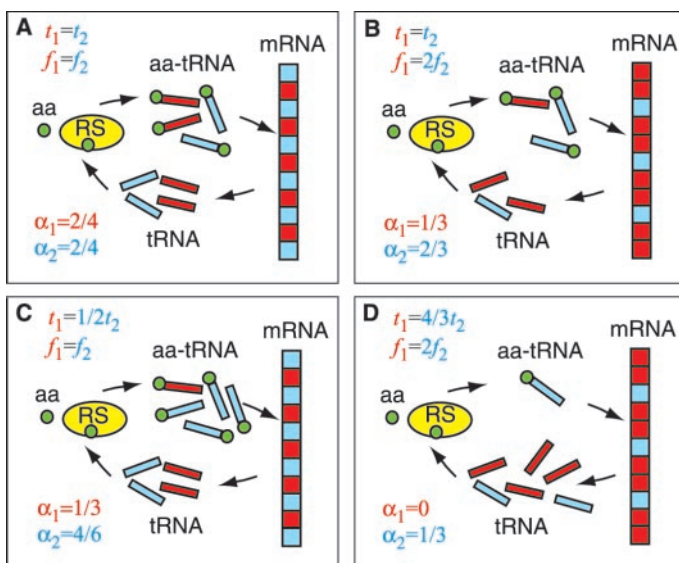 A
t1=t2
f1=f2
aa-tRNA
mRNA
aa
RS
α1=2/4
α2=2/4
tRNA
B
t1=t2
f1=2f2
aa-tRNA
mRNA
aa
RS
α1=1/3
α2=2/3
tRNA
C
t1=1/2t2
f1=f2
aa-tRNA
mRNA
aa
RS
α1=1/3
α2=4/6
tRNA
D
t1=4/3t2
f1=2f2
aa-tRNA
mRNA
aa
RS
α1=0
α2=1/3
tRNA